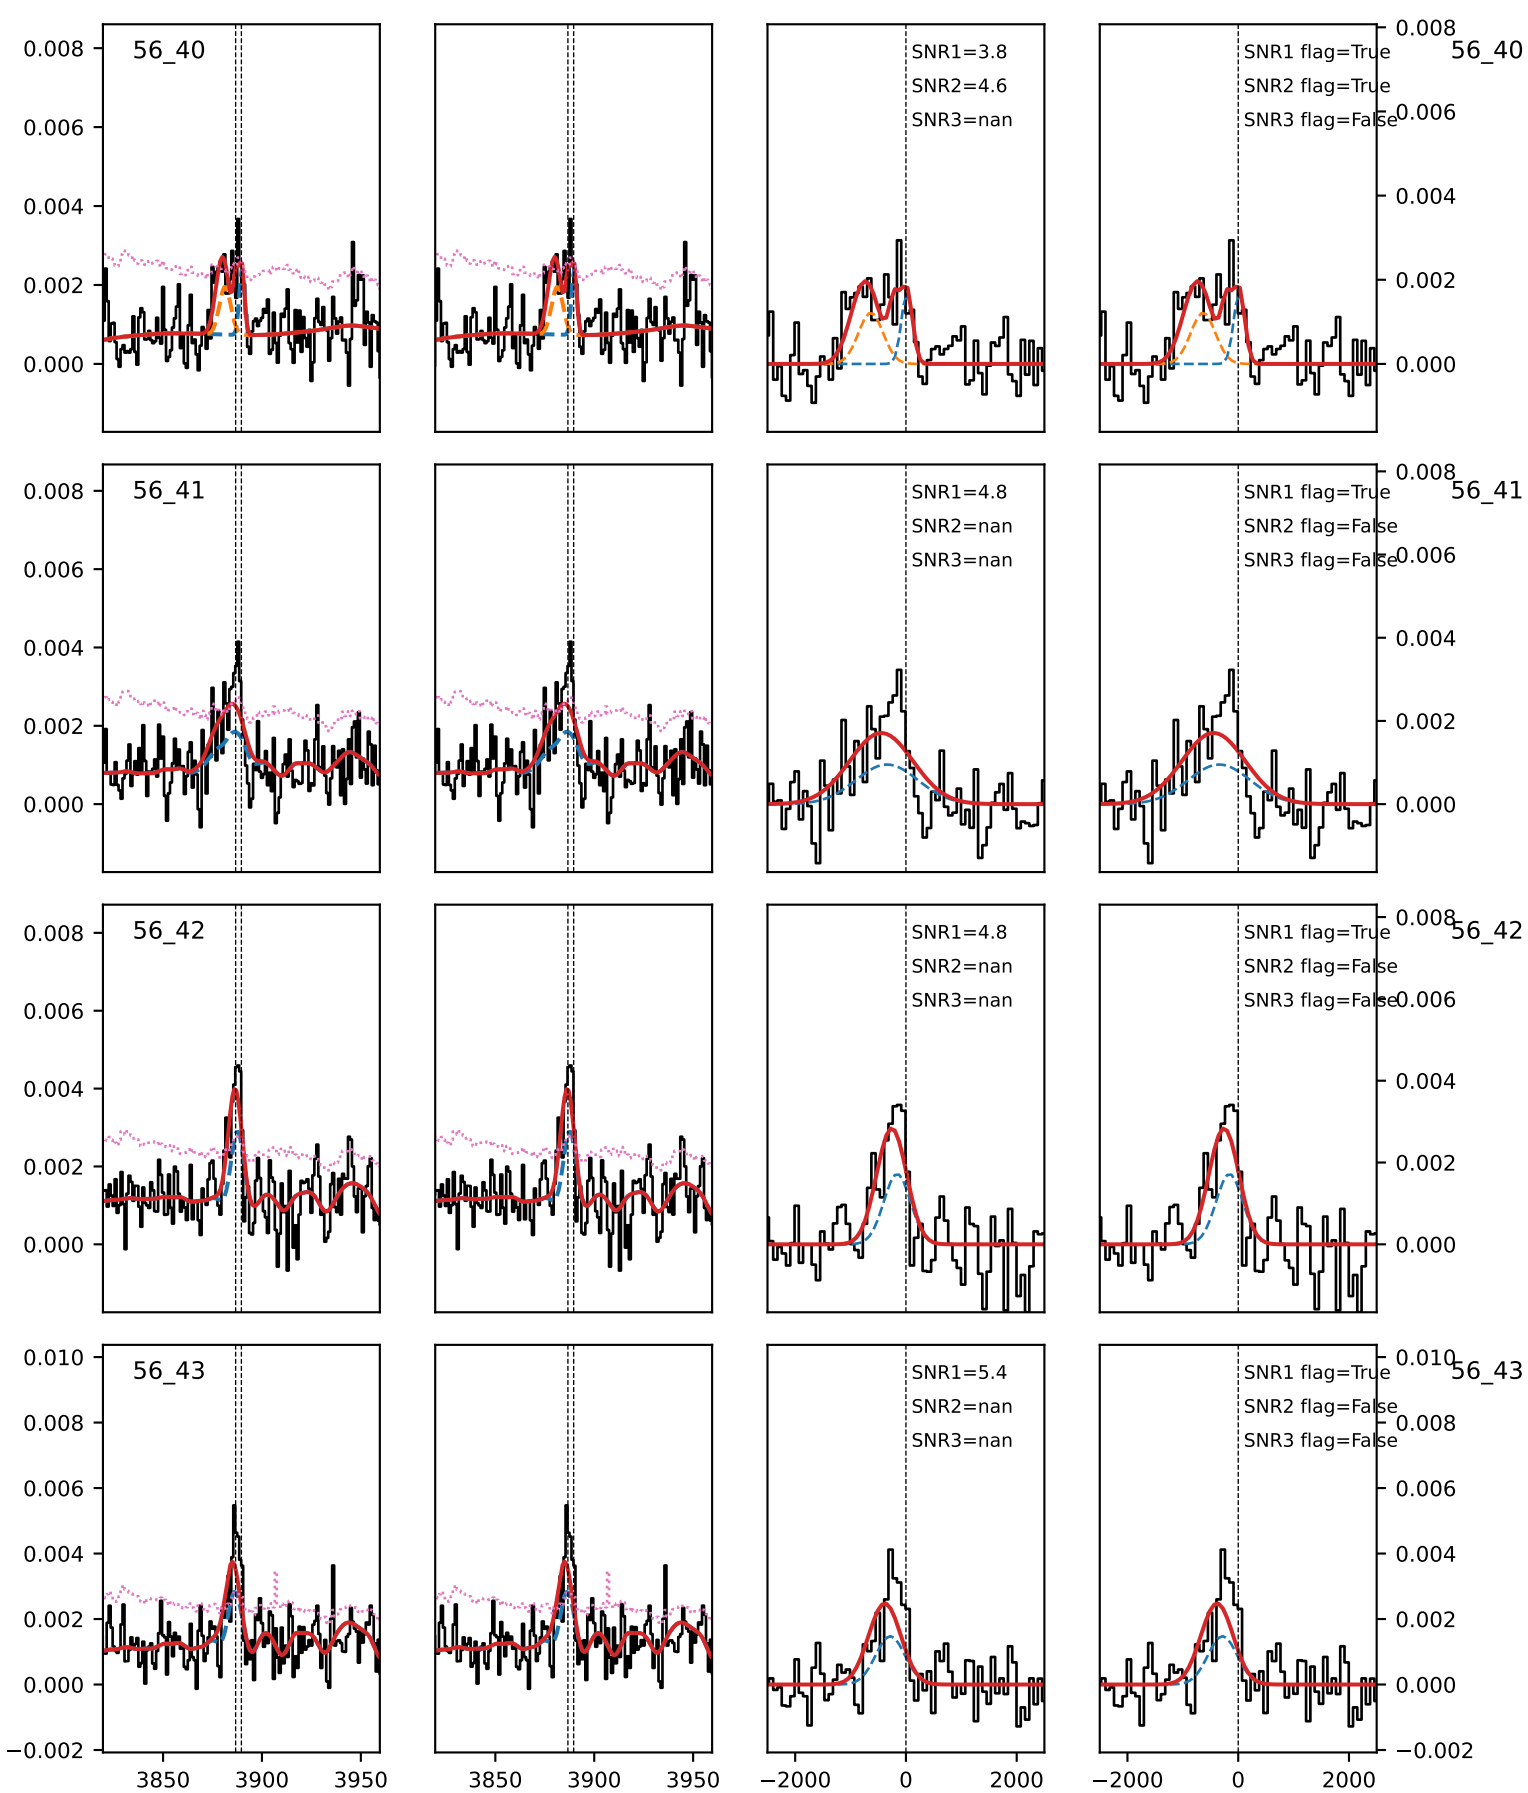 56_40
0.008
0.006
0.004
0.002
0.000
SNR1=3.8
SNR2=4.6
SNR3=nan
SNR1 flag=True
SNR2 flag=True
SNR3 flag=False
0.008
0.006
0.004
0.002
0.000
56_40
56_41
0.008
0.006
0.004
0.002
0.000
SNR1=4.8
SNR2=nan
SNR3=nan
SNR1 flag=True
SNR2 flag=False
SNR3 flag=False
0.008
0.006
0.004
0.002
0.000
56_41
56_42
0.008
0.006
0.004
0.002
0.000
SNR1=4.8
SNR2=nan
SNR3=nan
SNR1 flag=True
SNR2 flag=False
SNR3 flag=False
0.008
0.006
0.004
0.002
0.000
56_42
56_43
0.010
0.008
0.006
0.004
0.002
0.000
−0.002
3850 3900 3950
3850 3900 3950
SNR1=5.4
SNR2=nan
SNR3=nan
−2000 0 2000
SNR1 flag=True
SNR2 flag=False
SNR3 flag=False
−2000 0 2000
0.010
0.008
0.006
0.004
0.002
0.000
−0.002
56_43